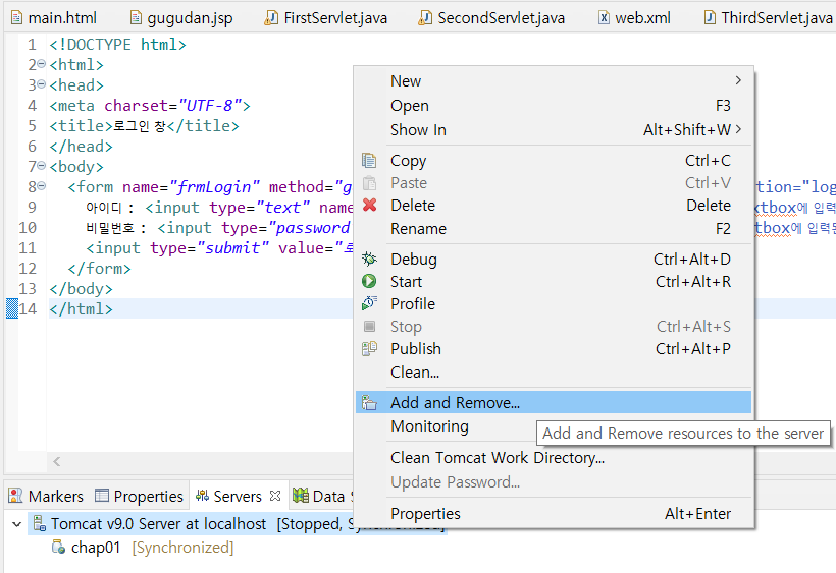 main.html gugudan.jsp FirstServlet.java SecondServlet.java web.xml ThirdServlet.java
1 <!DOCTYPE html>
2 <html>
3 <head>
4 <meta charset="UTF-8">
5 <title>로그인 창</title>
6 </head>
7 <body>
8 <form name="frmLogin" method="g tion="log
9 아이디 : <input type="text" nam xtbox에 입력
10 비밀번호 : <input type="password tbox에 입력된
11 <input type="submit" value="로
12 </form>
13 </body>
14 </html>
New
Open F3
Show In Alt+Shift+W
Copy Ctrl+C
Paste Ctrl+V
Delete Delete
Rename F2
Debug Ctrl+Alt+D
Start Ctrl+Alt+R
Profile
Stop Ctrl+Alt+S
Publish Ctrl+Alt+P
Clean...
Add and Remove...
Monitoring
Add and Remove resources to the server
Clean Tomcat Work Directory...
Update Password...
Properties Alt+Enter
Markers Properties Servers Data
Tomcat v9.0 Server at localhost [Stopped, Synchronized]
chap01 [Synchronized]